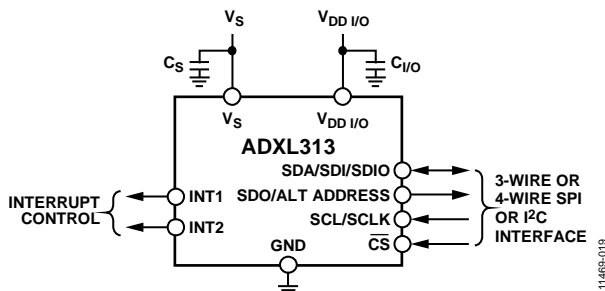 VS
VDD I/O
CS
CI/O
VS
VDD I/O
ADXL313
SDA/SDI/SDIO
SDO/ALT ADDRESS
SCL/SCLK
CS
INT1
INT2
GND
INTERRUPT
CONTROL
3-WIRE OR
4-WIRE SPI
OR I²C
INTERFACE
11469-019